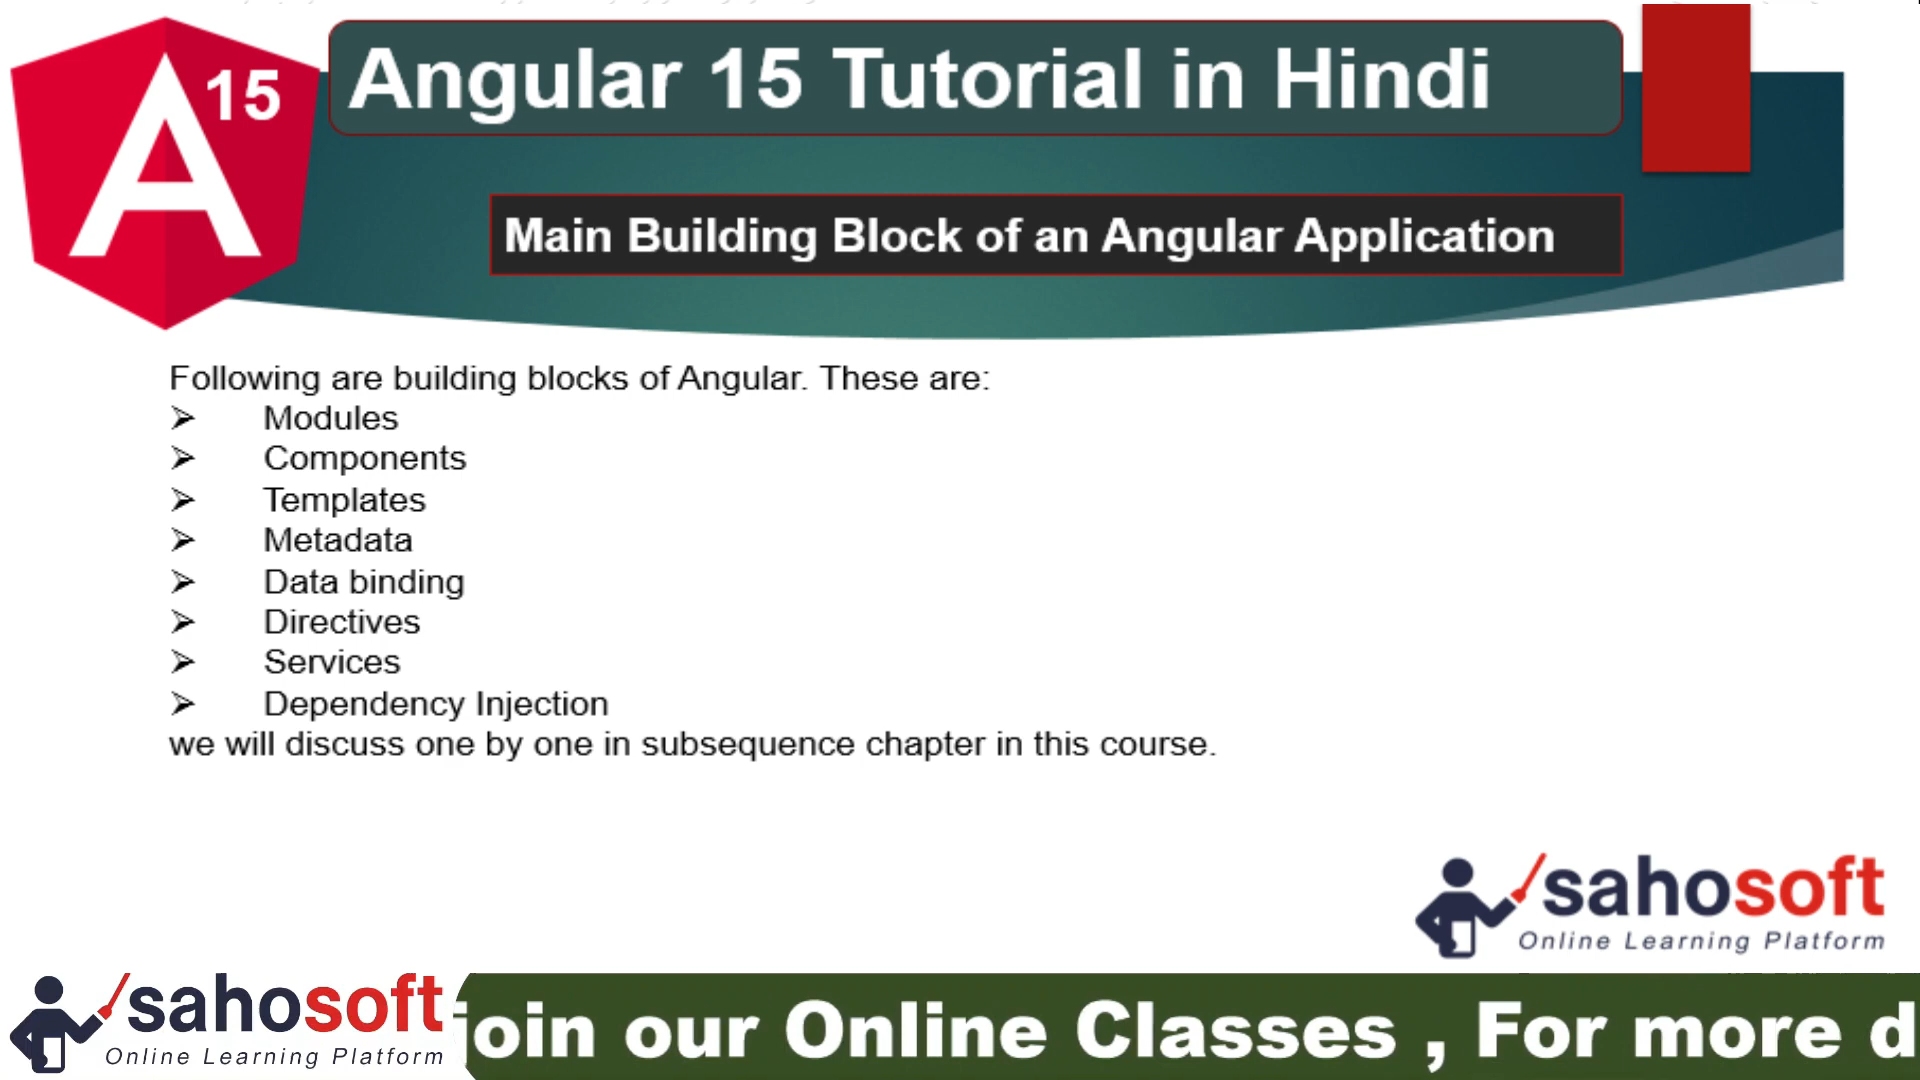 15
Angular 15 Tutorial in Hindi
Main Building Block of an Angular Application
Following are building blocks of Angular. These are:
➢ Modules
➢ Components
➢ Templates
➢ Metadata
➢ Data binding
➢ Directives
➢ Services
➢ Dependency Injection
we will discuss one by one in subsequence chapter in this course.
sahosoft
Online Learning Platform
sahosoft
Online Learning Platform
join our Online Classes , For more d